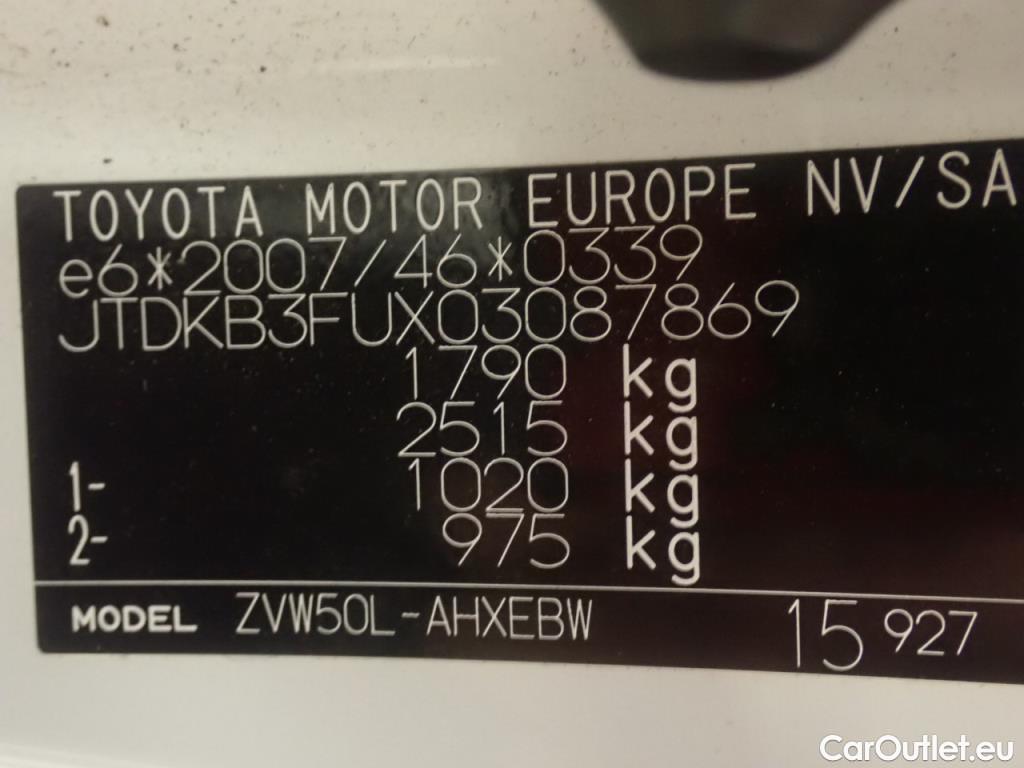 TOYOTA MOTOR EUROPE NV/SA
e6*2007/46*0339
JTDKB3FUX03087869
1790 kg
2515 kg
1- 1020 kg
2- 975 kg
MODEL ZVW50L-AHXEBW 15 927
CarOutlet.eu